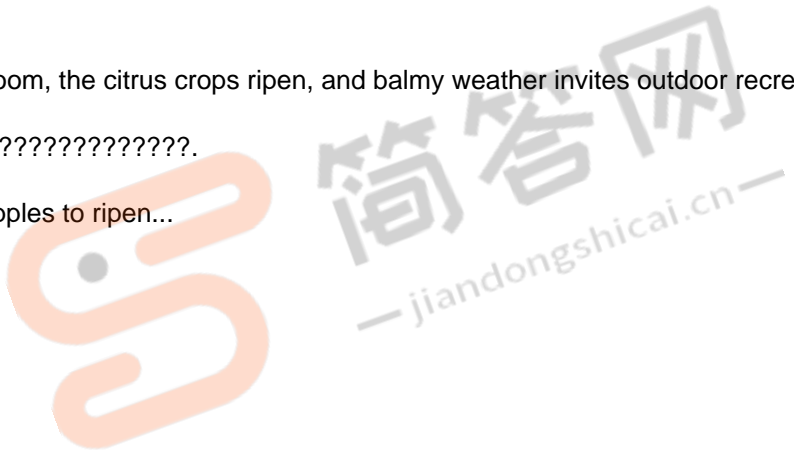 oom, the citrus crops ripen, and balmy weather invites outdoor recre
?????????????.
pples to ripen...
简答网
jiandongshicai.cn